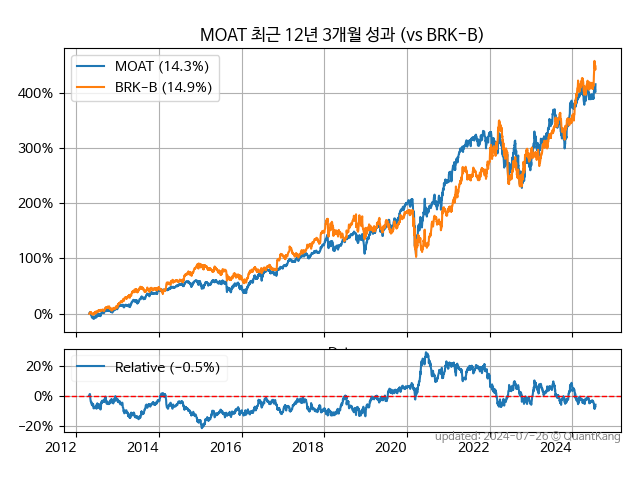 MOAT 최근 12년 3개월 성과 (vs BRK-B)
MOAT (14.3%)
BRK-B (14.9%)
400%
300%
200%
100%
0%
Relative (-0.5%)
20%
0%
-20%
2012 2014 2016 2018 2020 2022 2024
updated: 2024-07-26 © QuantKang